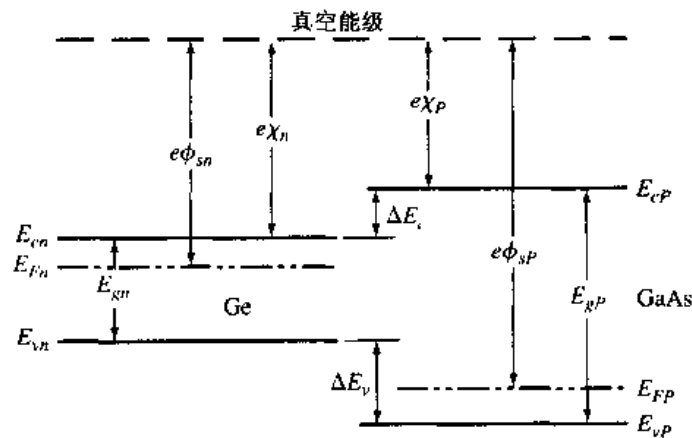 真空能级
eχP
eχn
eϕsn
EcP
ΔEc
Ecn
EFn
eϕsP
Egn
EgP
Ge
GaAs
Evn
ΔEv
EFP
EvP